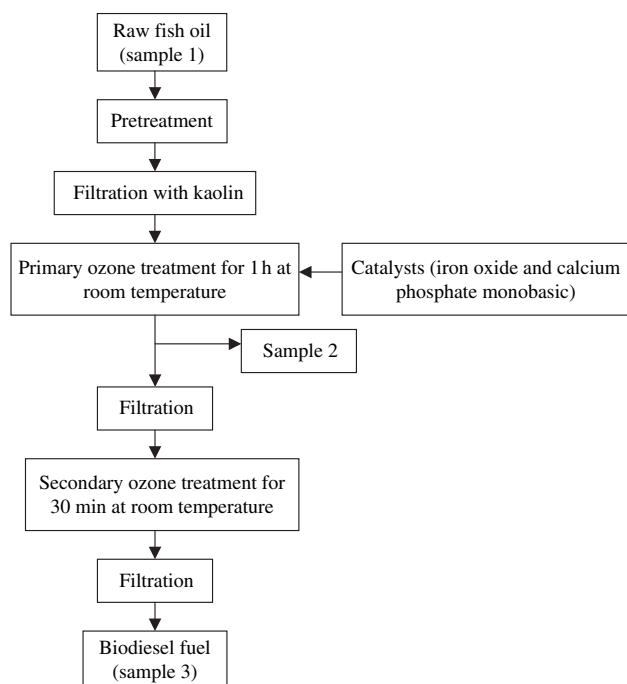 Raw fish oil
(sample 1)
Pretreatment
Filtration with kaolin
Primary ozone treatment for 1 h at
room temperature
Catalysts (iron oxide and calcium
phosphate monobasic)
Sample 2
Filtration
Secondary ozone treatment for
30 min at room temperature
Filtration
Biodiesel fuel
(sample 3)